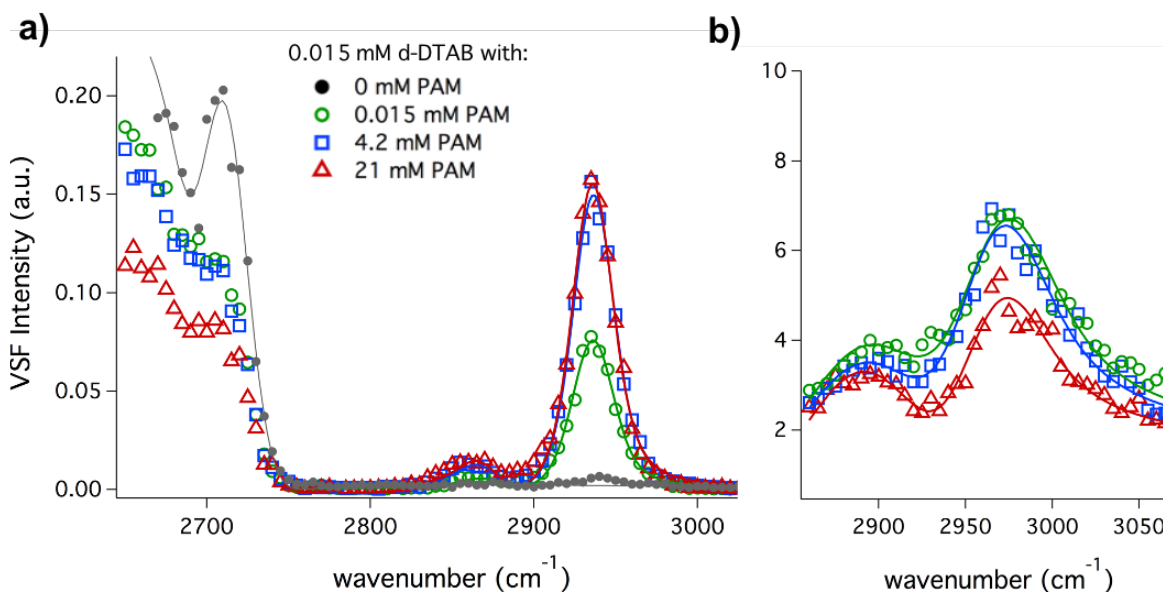 a)
0.015 mM d-DTAB with:
0 mM PAM
0.015 mM PAM
4.2 mM PAM
21 mM PAM
VSF Intensity (a.u.)
0.20
0.15
0.10
0.05
0.00
2700 2800 2900 3000
wavenumber (cm⁻¹)
b)
10
8
6
4
2
2900 2950 3000 3050
wavenumber (cm⁻¹)